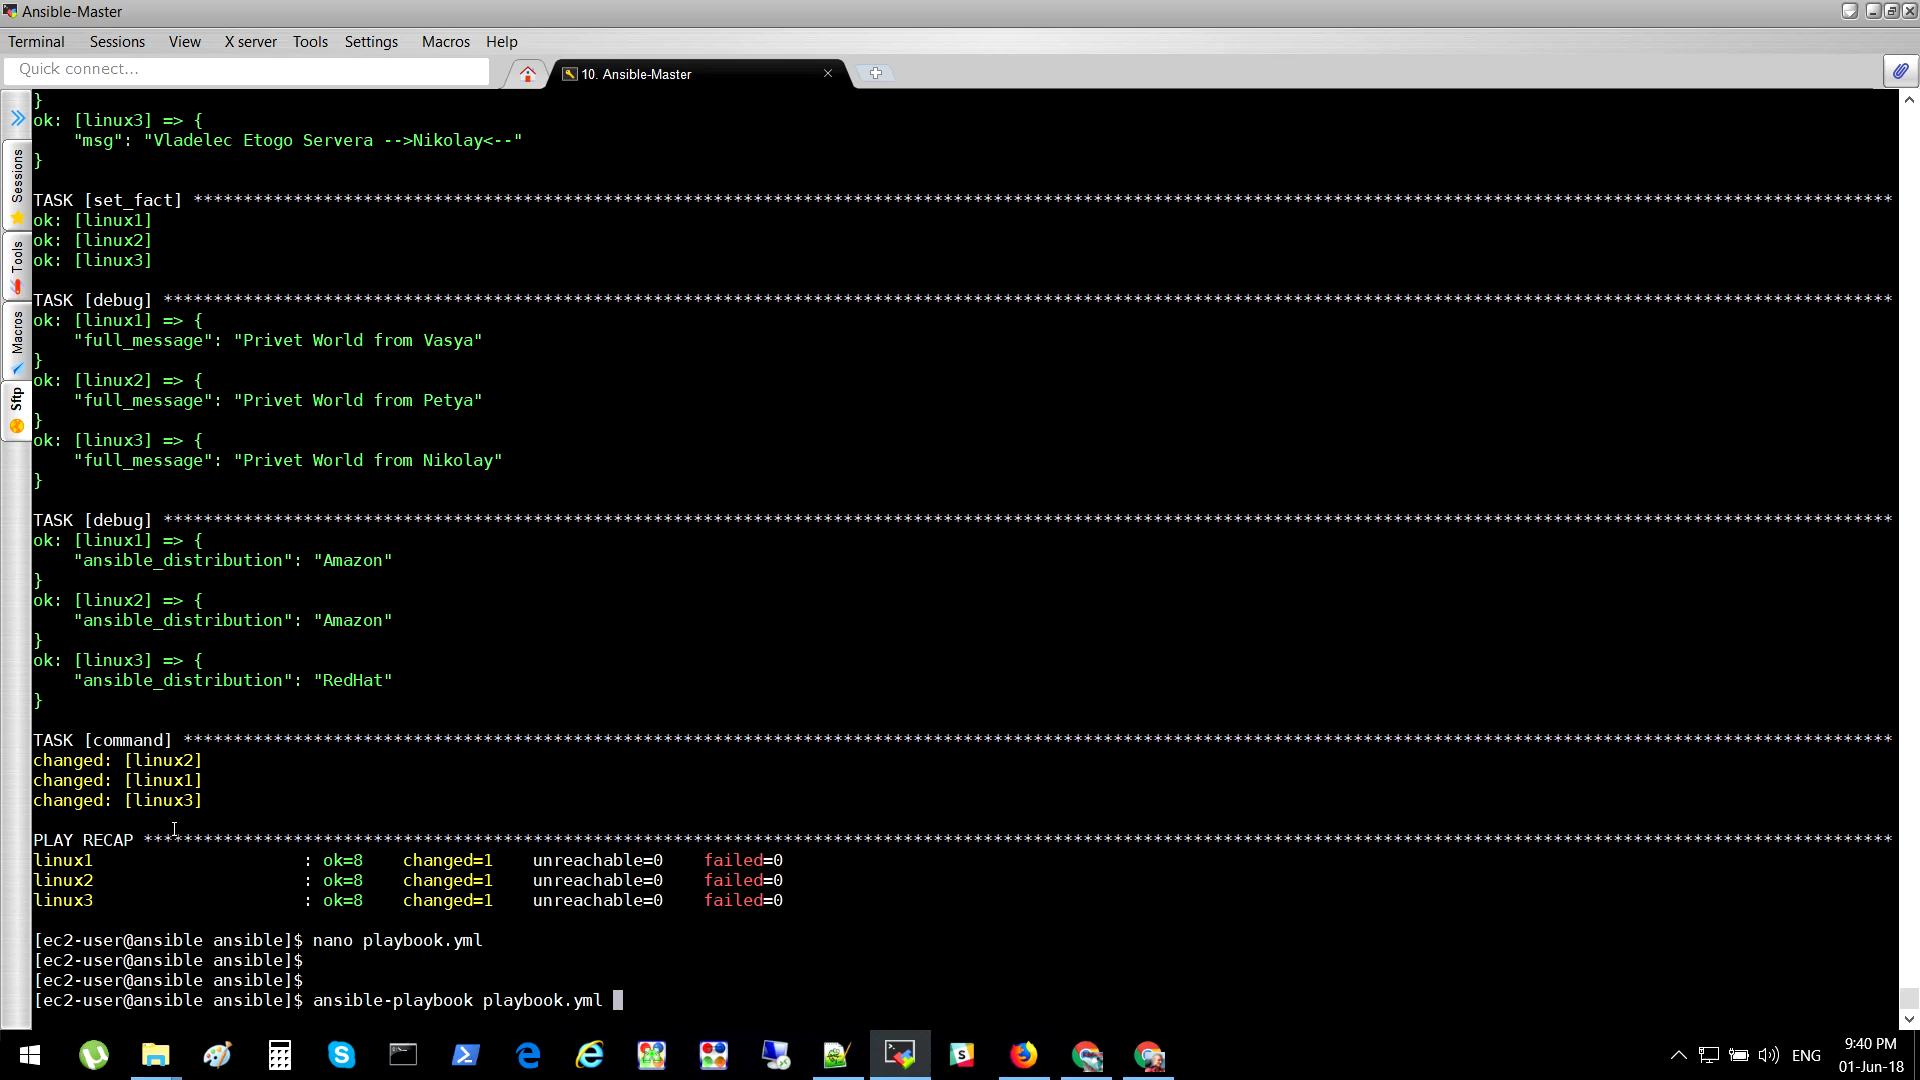 Ansible-Master
Terminal Sessions View X server Tools Settings Macros Help
Quick connect...
10. Ansible-Master
Sessions
Tools
Macros
Sftp
}
ok: [linux3] => {
    "msg": "Vladelec Etogo Servera -->Nikolay<--"
}
TASK [set_fact] ****************************************************************************************************************************************************************************
ok: [linux1]
ok: [linux2]
ok: [linux3]
TASK [debug] *******************************************************************************************************************************************************************************
ok: [linux1] => {
    "full_message": "Privet World from Vasya"
}
ok: [linux2] => {
    "full_message": "Privet World from Petya"
}
ok: [linux3] => {
    "full_message": "Privet World from Nikolay"
}
TASK [debug] *******************************************************************************************************************************************************************************
ok: [linux1] => {
    "ansible_distribution": "Amazon"
}
ok: [linux2] => {
    "ansible_distribution": "Amazon"
}
ok: [linux3] => {
    "ansible_distribution": "RedHat"
}
TASK [command] *****************************************************************************************************************************************************************************
changed: [linux2]
changed: [linux1]
changed: [linux3]
PLAY RECAP *********************************************************************************************************************************************************************************
linux1                     : ok=8    changed=1    unreachable=0    failed=0
linux2                     : ok=8    changed=1    unreachable=0    failed=0
linux3                     : ok=8    changed=1    unreachable=0    failed=0
[ec2-user@ansible ansible]$ nano playbook.yml
[ec2-user@ansible ansible]$
[ec2-user@ansible ansible]$
[ec2-user@ansible ansible]$ ansible-playbook playbook.yml
ENG
9:40 PM
01-Jun-18